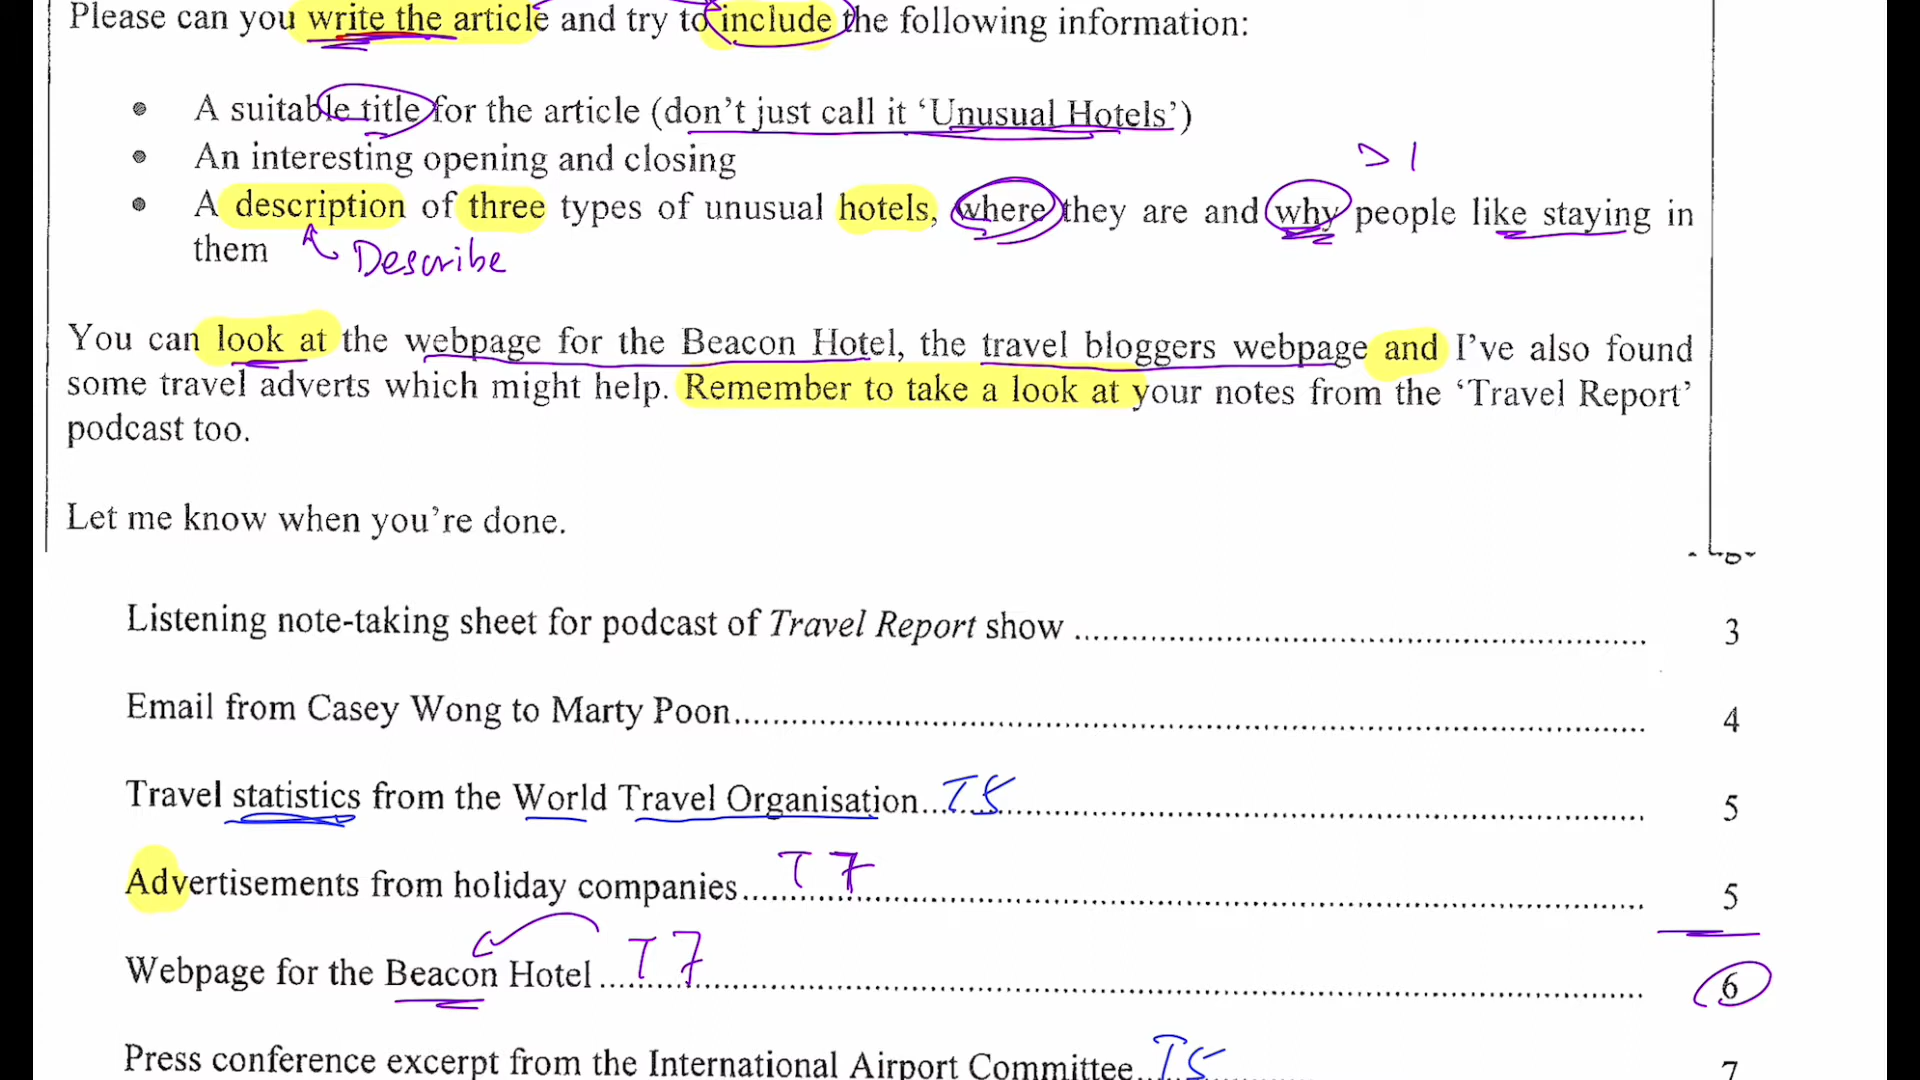 Please can you write the article and try to include the following information:
• A suitable title for the article (don't just call it 'Unusual Hotels')
• An interesting opening and closing
> 1
• A description of three types of unusual hotels, where they are and why people like staying in
them
Describe
You can look at the webpage for the Beacon Hotel, the travel bloggers webpage and I've also found
some travel adverts which might help. Remember to take a look at your notes from the 'Travel Report'
podcast too.
Let me know when you're done.
Listening note-taking sheet for podcast of Travel Report show 3
Email from Casey Wong to Marty Poon 4
Travel statistics from the World Travel Organisation T5 5
Advertisements from holiday companies T7 5
Webpage for the Beacon Hotel T7 6
Press conference excerpt from the International Airport Committee T5 7